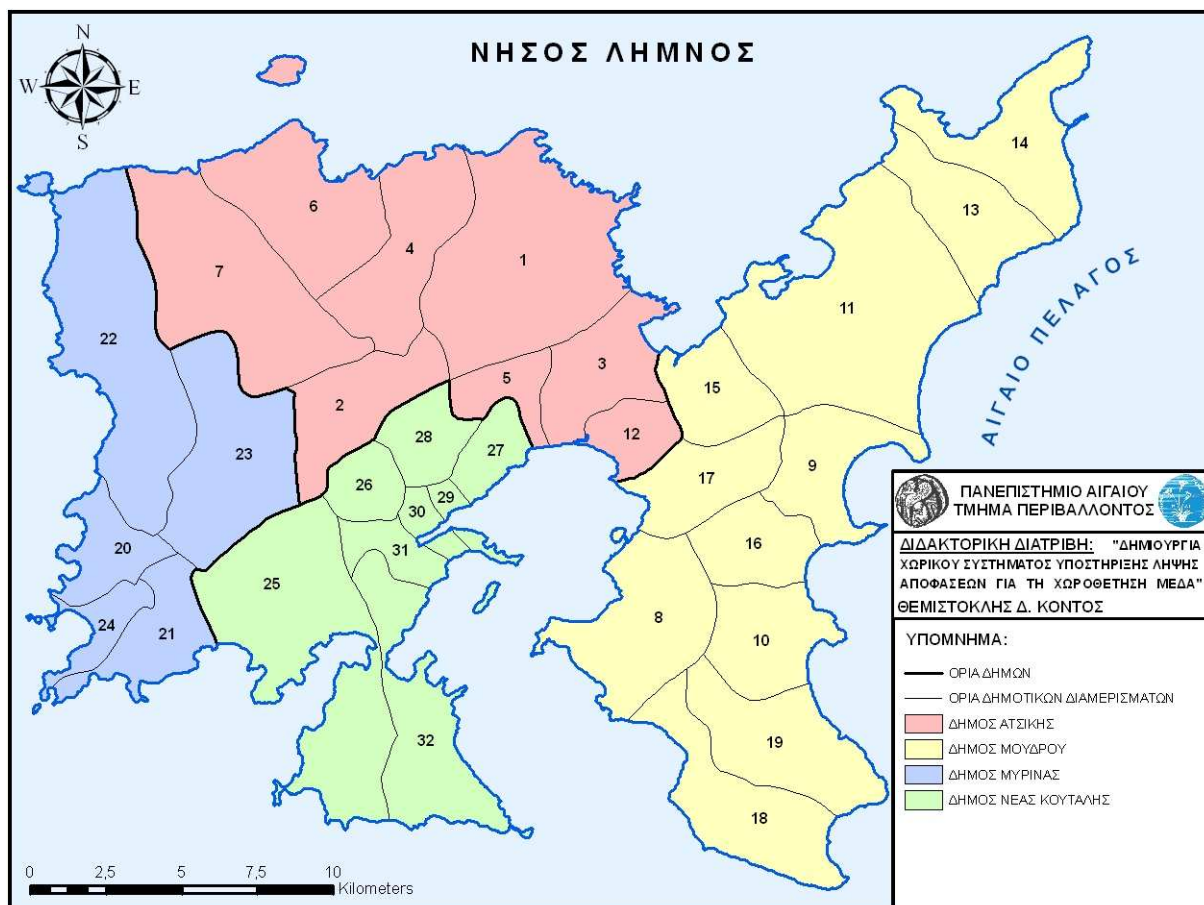 ΝΗΣΟΣ ΛΗΜΝΟΣ
N
W E
S
14
13
6
4
1
7
11
22
3
15
5
2
12
28
23
27
9
17
26
29
30
20
31
16
25
8
24
21
10
32
19
18
ΑΙΓΑΙΟ ΠΕΛΑΓΟΣ
0 2,5 5 7,5 10
Kilometers
ΠΑΝΕΠΙΣΤΗΜΙΟ ΑΙΓΑΙΟΥ
ΤΜΗΜΑ ΠΕΡΙΒΑΛΛΟΝΤΟΣ
ΔΙΔΑΚΤΟΡΙΚΗ ΔΙΑΤΡΙΒΗ: "ΔΗΜΙΟΥΡΓΙΑ
ΧΩΡΙΚΟΥ ΣΥΣΤΗΜΑΤΟΣ ΥΠΟΣΤΗΡΙΞΗΣ ΛΗΨΗΣ
ΑΠΟΦΑΣΕΩΝ ΓΙΑ ΤΗ ΧΩΡΟΘΕΤΗΣΗ ΜΕΔΑ"
ΘΕΜΙΣΤΟΚΛΗΣ Δ. ΚΟΝΤΟΣ
ΥΠΟΜΝΗΜΑ:
ΟΡΙΑ ΔΗΜΩΝ
ΟΡΙΑ ΔΗΜΟΤΙΚΩΝ ΔΙΑΜΕΡΙΣΜΑΤΩΝ
ΔΗΜΟΣ ΑΤΣΙΚΗΣ
ΔΗΜΟΣ ΜΟΥΔΡΟΥ
ΔΗΜΟΣ ΜΥΡΙΝΑΣ
ΔΗΜΟΣ ΝΕΑΣ ΚΟΥΤΑΛΗΣ